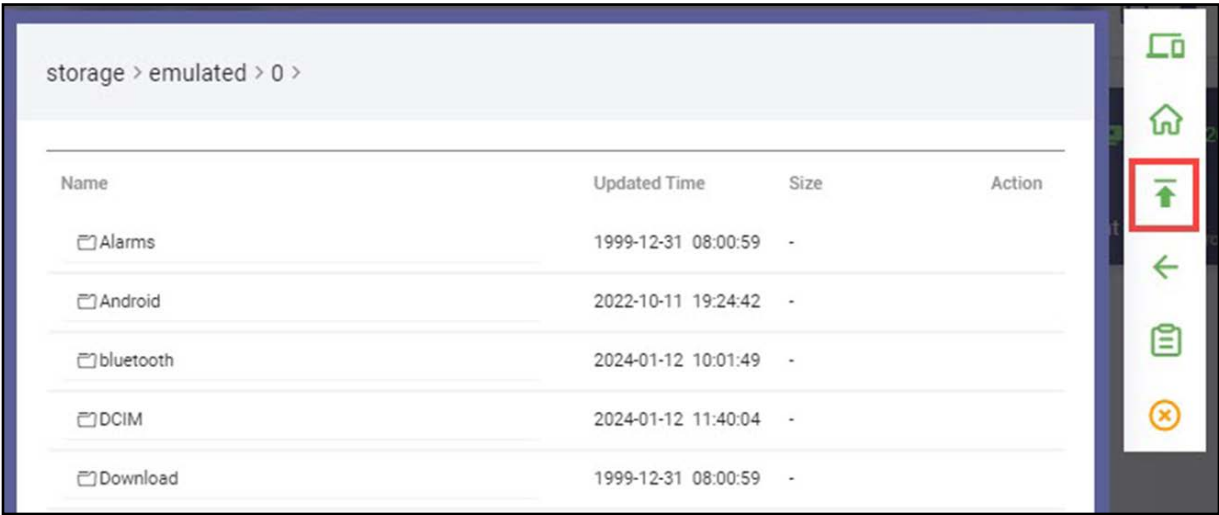 storage > emulated > 0 >
Name Updated Time Size Action
Alarms 1999-12-31 08:00:59 -
Android 2022-10-11 19:24:42 -
bluetooth 2024-01-12 10:01:49 -
DCIM 2024-01-12 11:40:04 -
Download 1999-12-31 08:00:59 -